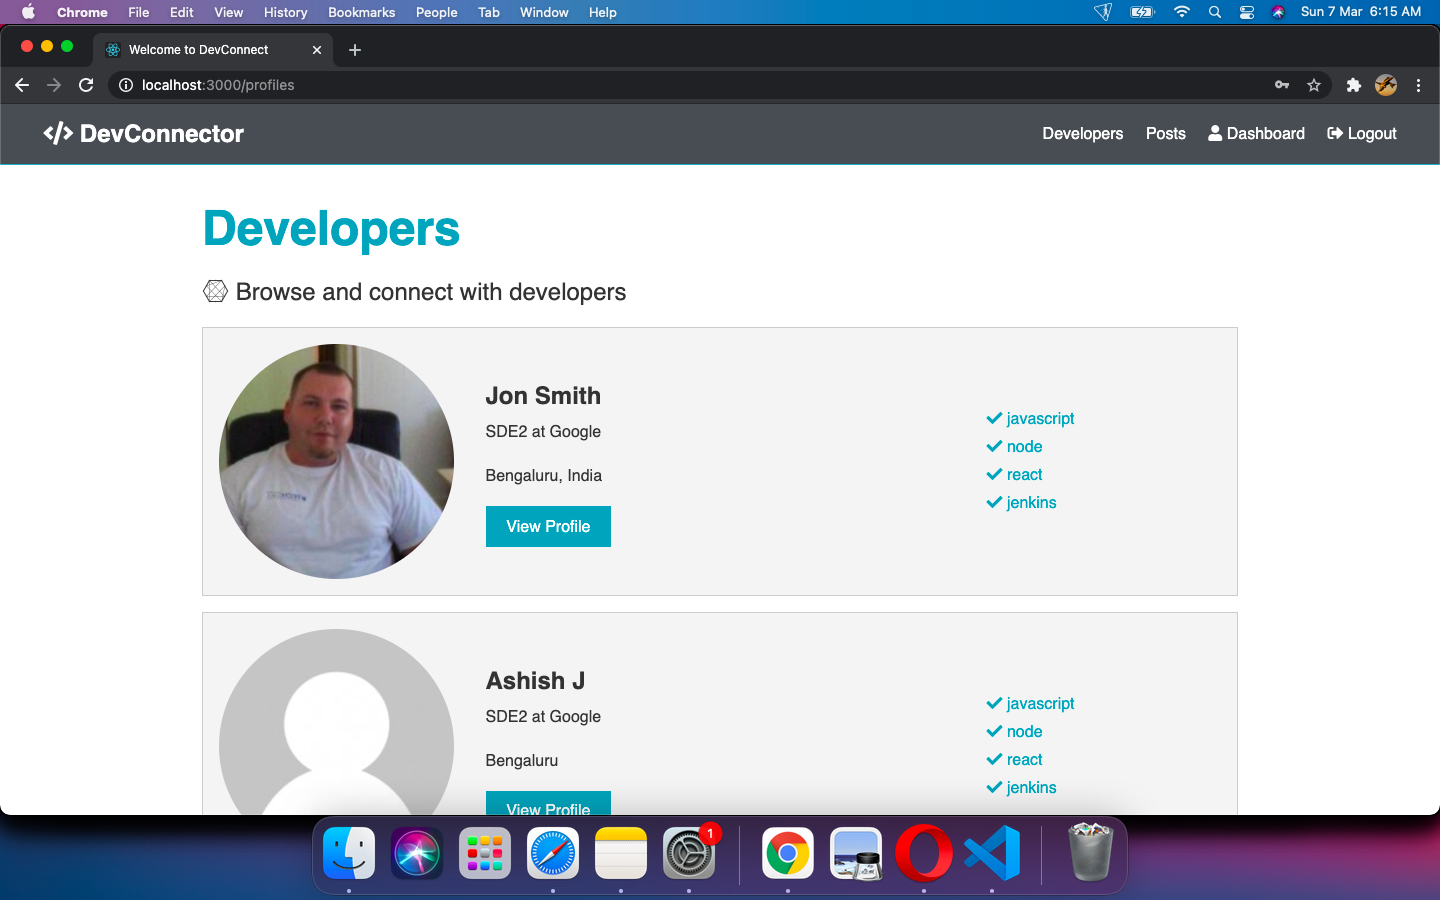 Chrome File Edit View History Bookmarks People Tab Window Help Sun 7 Mar 6:15 AM
Welcome to DevConnect
localhost:3000/profiles
</> DevConnector Developers Posts Dashboard Logout
Developers
Browse and connect with developers
Jon Smith
SDE2 at Google
Bengaluru, India
View Profile
javascript
node
react
jenkins
Ashish J
SDE2 at Google
Bengaluru
View Profile
javascript
node
react
jenkins
1